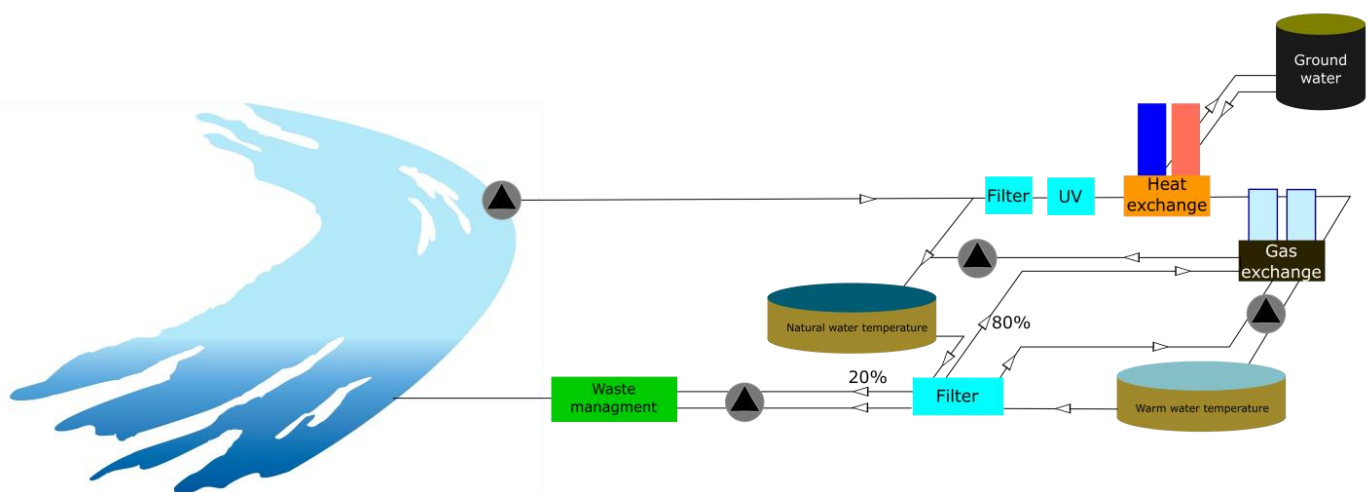 Ground
water
Filter
UV
Heat
exchange
Gas
exchange
Natural water temperature
80%
20%
Waste
managment
Filter
Warm water temperature